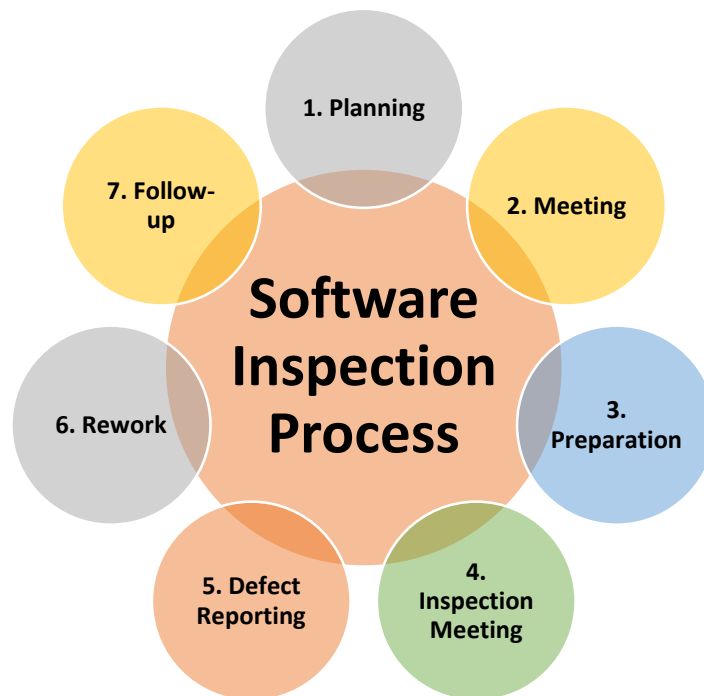 1. Planning
2. Meeting
3.
Preparation
4.
Inspection
Meeting
5. Defect
Reporting
6. Rework
7. Follow-
up
Software
Inspection
Process